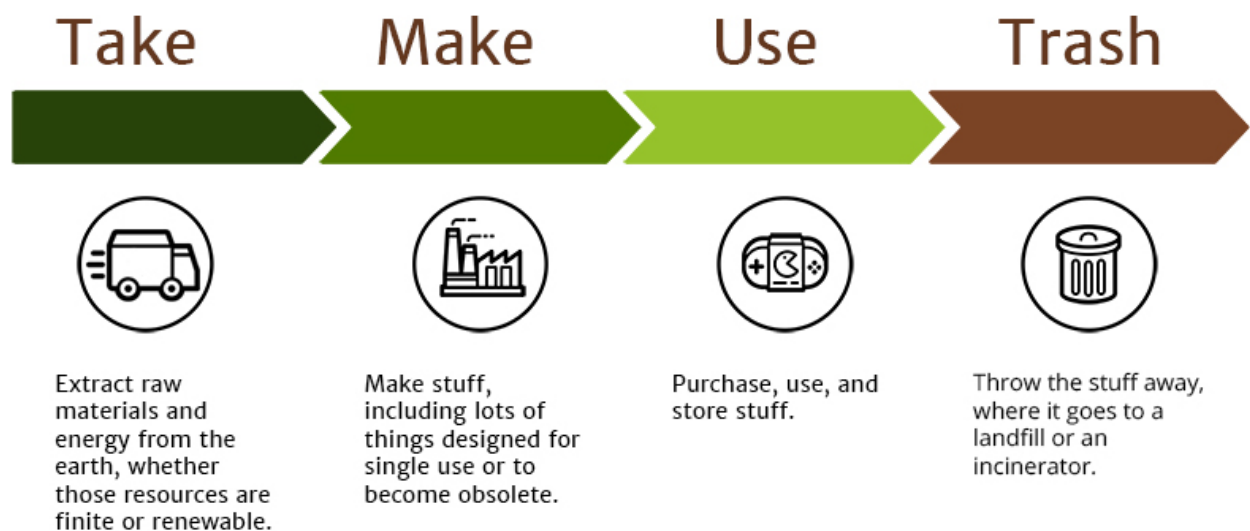 Take
Make
Use
Trash
Extract raw
materials and
energy from the
earth, whether
those resources are
finite or renewable.
Make stuff,
including lots of
things designed for
single use or to
become obsolete.
Purchase, use, and
store stuff.
Throw the stuff away,
where it goes to a
landfill or an
incinerator.